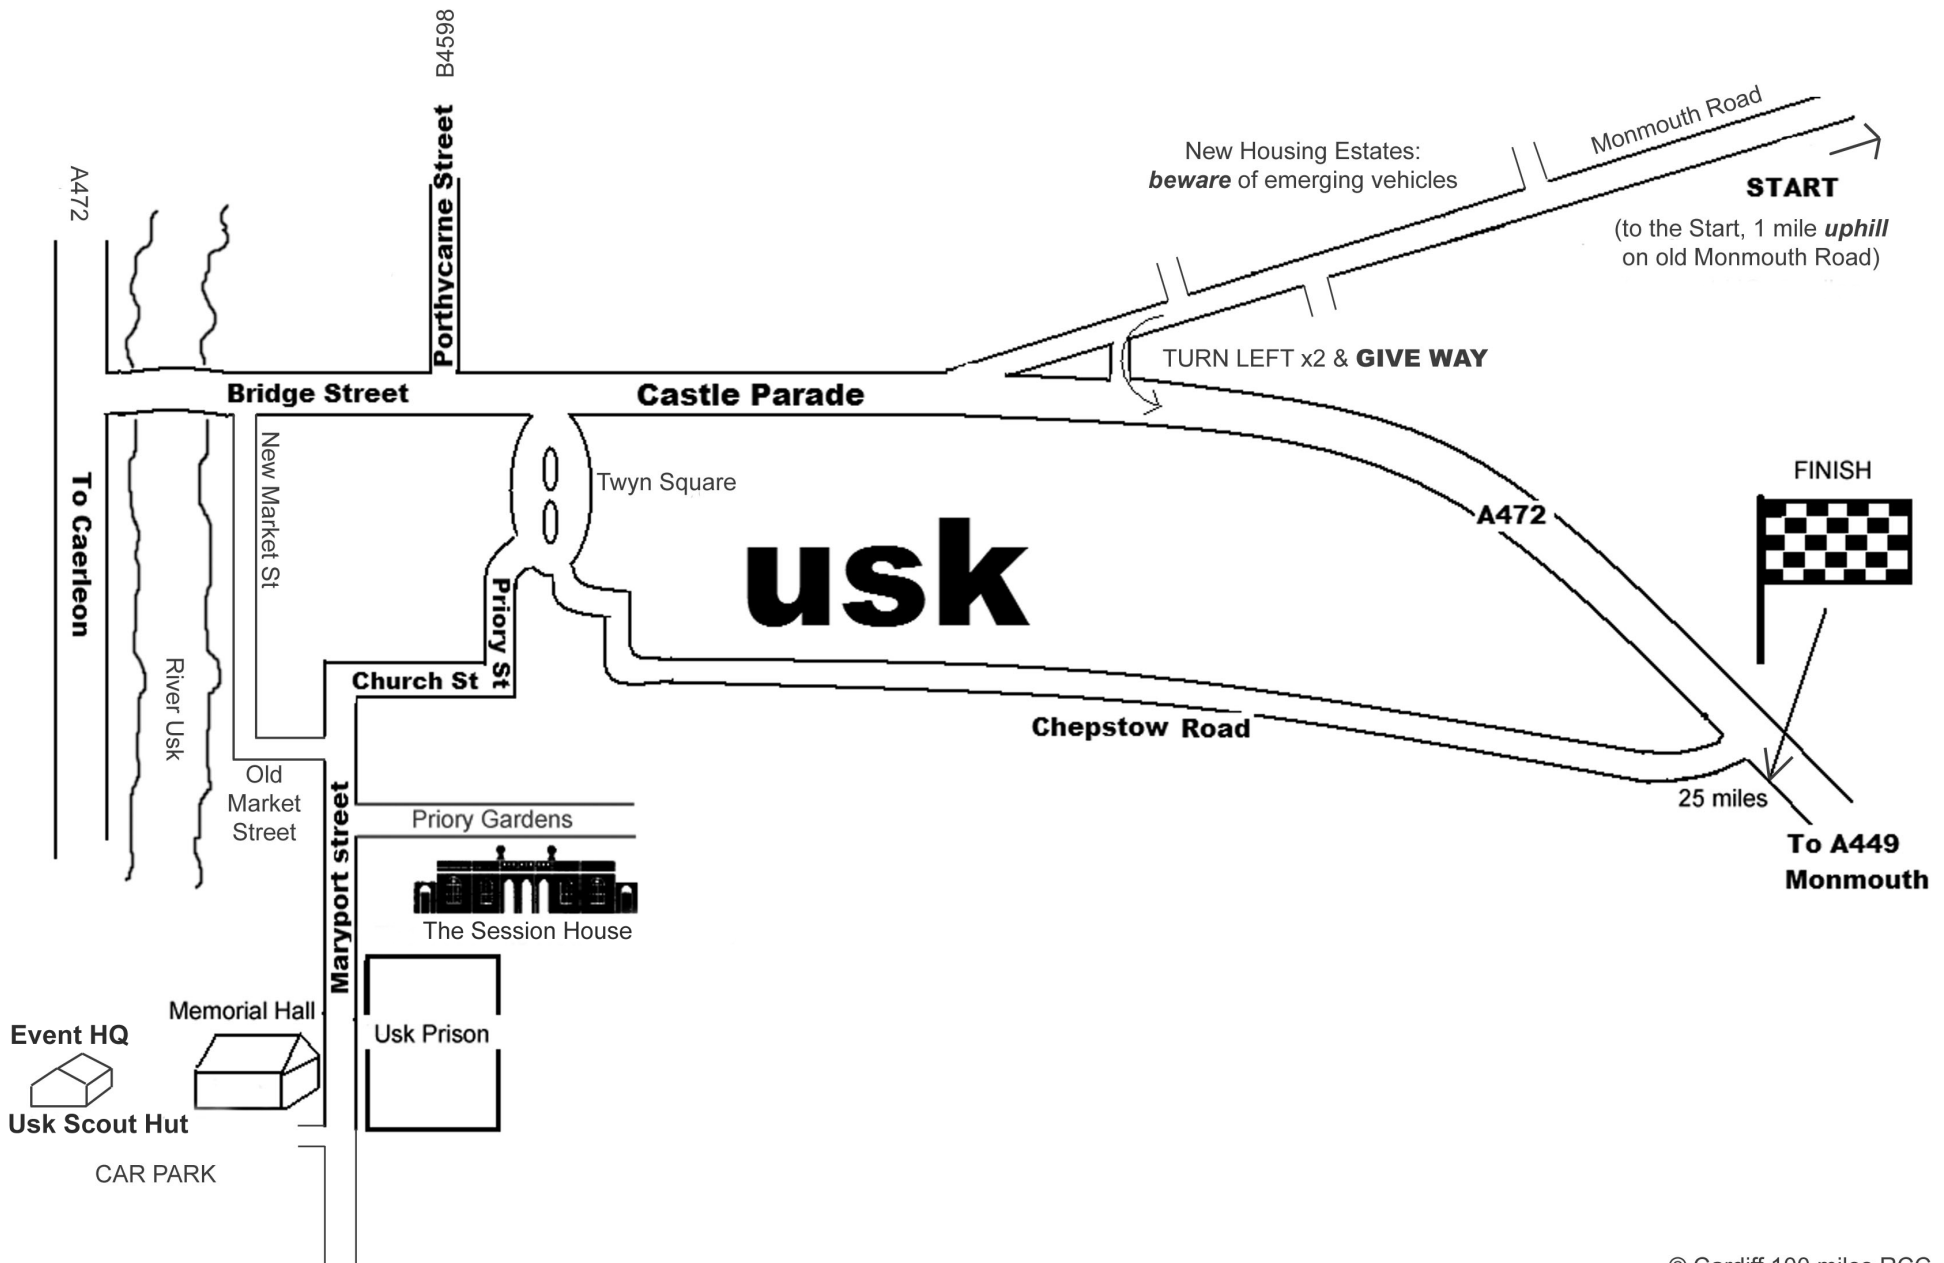 B4598
Porthycarne Street
A472
Monmouth Road
New Housing Estates:
beware of emerging vehicles
START
(to the Start, 1 mile uphill
on old Monmouth Road)
TURN LEFT x2 & GIVE WAY
Bridge Street
Castle Parade
New Market St
Twyn Square
FINISH
A472
To Caerleon
usk
Priory St
River Usk
Church St
Chepstow Road
Old
Market
Street
25 miles
Maryport street
Priory Gardens
To A449
Monmouth
The Session House
Memorial Hall
Event HQ
Usk Prison
Usk Scout Hut
CAR PARK
© Cardiff 100 miles RCC